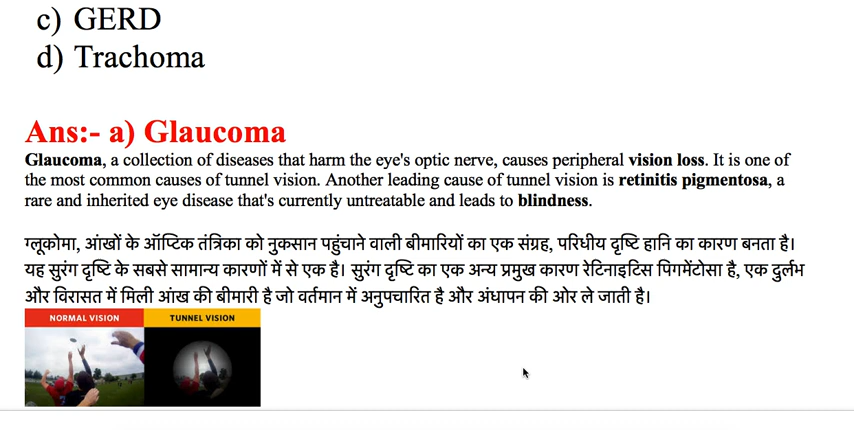 c) GERD
d) Trachoma
Ans:- a) Glaucoma
Glaucoma, a collection of diseases that harm the eye's optic nerve, causes peripheral vision loss. It is one of
the most common causes of tunnel vision. Another leading cause of tunnel vision is retinitis pigmentosa, a
rare and inherited eye disease that's currently untreatable and leads to blindness.
ग्लूकोमा, आंखों के ऑप्टिक तंत्रिका को नुकसान पहुंचाने वाली बीमारियों का एक संग्रह, परिधीय दृष्टि हानि का कारण बनता है।
यह सुरंग दृष्टि के सबसे सामान्य कारणों में से एक है। सुरंग दृष्टि का एक अन्य प्रमुख कारण रेटिनाइटिस पिगमेंटोसा है, एक दुर्लभ
और विरासत में मिली आंख की बीमारी है जो वर्तमान में अनुपचारित है और अंधापन की ओर ले जाती है।
NORMAL VISION TUNNEL VISION